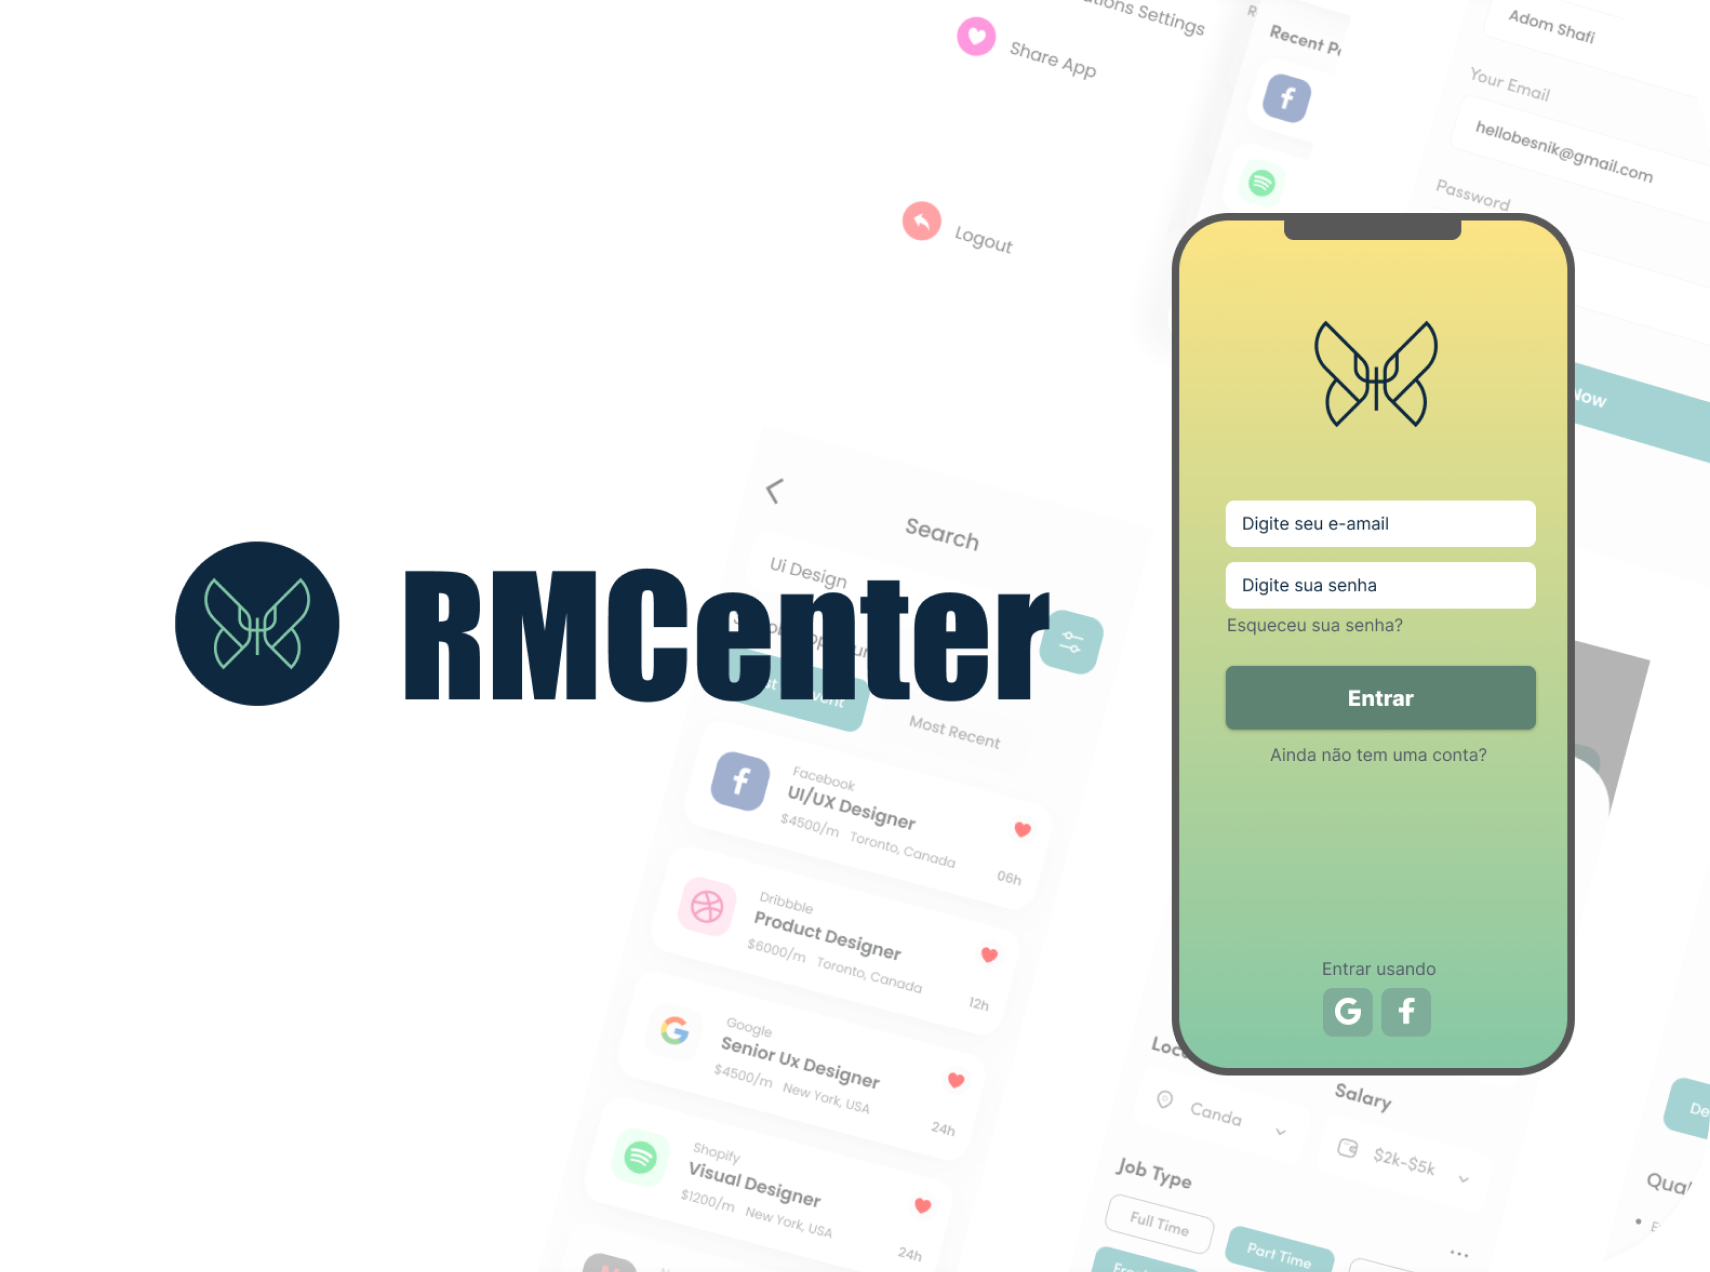 Settings
Share App
Logout
Recent
Adom Shafi
Your Email
hellobesnik@gmail.com
Password
Now
Search
Ui Design
RMCenter
Most Recent
Facebook
UI/UX Designer
$4500/m Toronto, Canada
06h
Dribbble
Product Designer
$6000/m Toronto, Canada
12h
Google
Senior Ux Designer
$4500/m New York, USA
24h
Shopify
Visual Designer
$1200/m New York, USA
24h
Digite seu e-amail
Digite sua senha
Esqueceu sua senha?
Entrar
Ainda não tem uma conta?
Entrar usando
Salary
Canda
$2k-$5k
Job Type
Full Time
Part Time